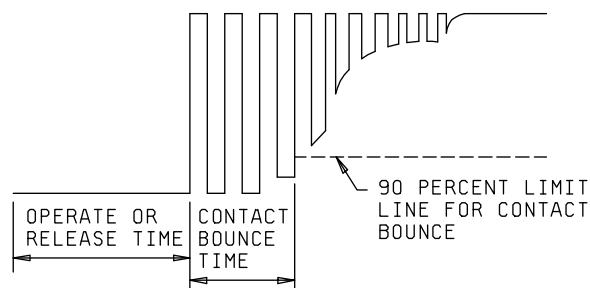 OPERATE OR
RELEASE TIME
CONTACT
BOUNCE
TIME
90 PERCENT LIMIT
LINE FOR CONTACT
BOUNCE